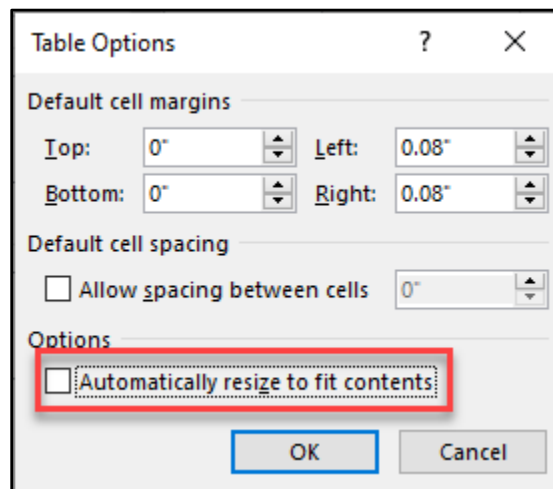 Table Options ? X
Default cell margins
Top: 0" Left: 0.08"
Bottom: 0" Right: 0.08"
Default cell spacing
Allow spacing between cells 0"
Options
Automatically resize to fit contents
OK Cancel